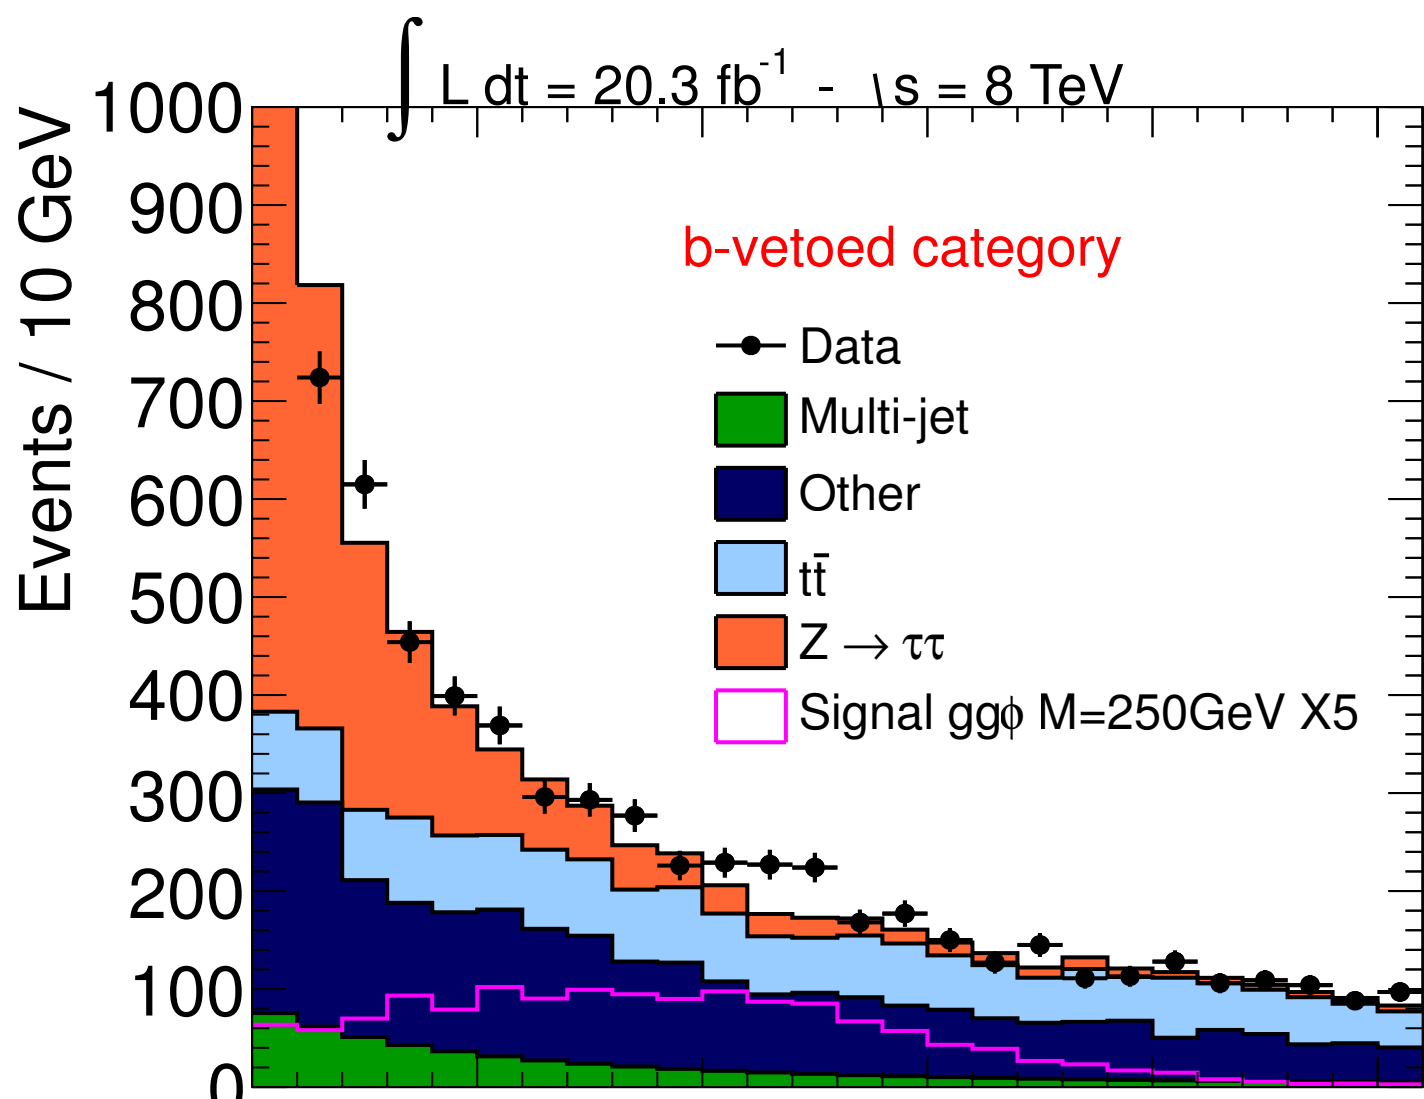 ∫ L dt = 20.3 fb-1 - \s = 8 TeV
Events / 10 GeV
1000
900
800
700
600
500
400
300
200
100
0
b-vetoed category
Data
Multi-jet
Other
tt̄
Z → ττ
Signal ggϕ M=250GeV X5